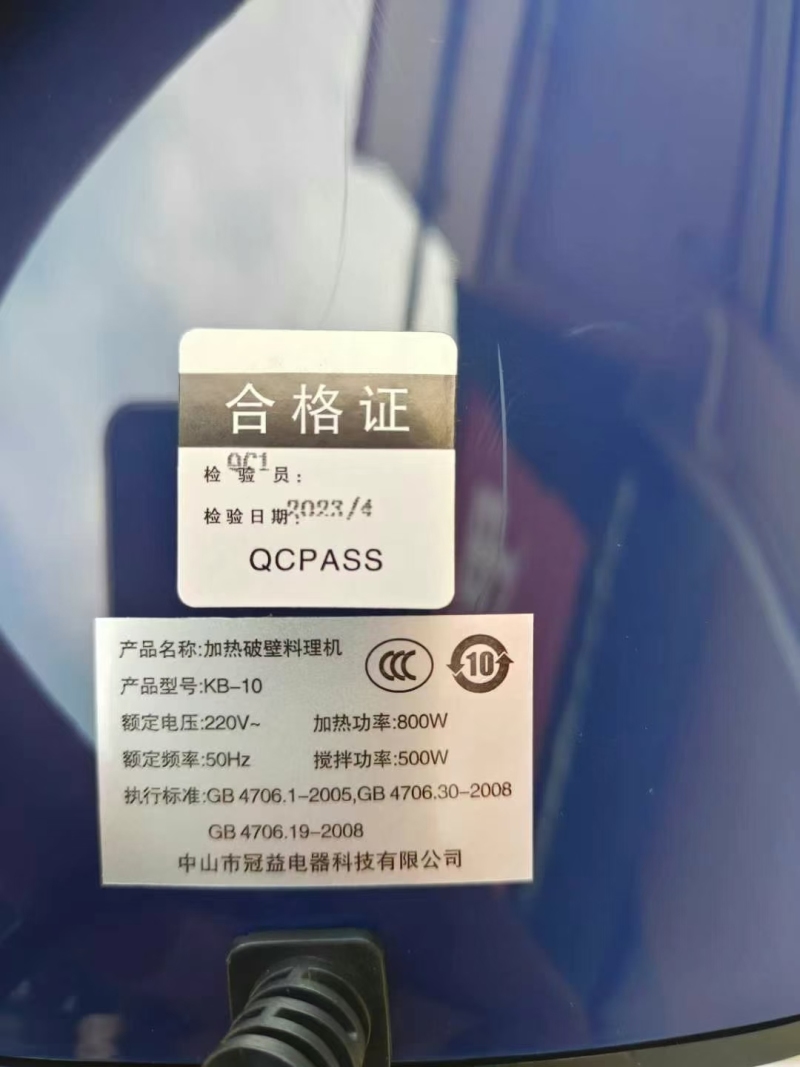 合格证
检验员:QC1
检验日期:2023/4
QCPASS
产品名称:加热破壁料理机
产品型号:KB-10
CCC
10
额定电压:220V~ 加热功率:800W
额定频率:50Hz 搅拌功率:500W
执行标准:GB 4706.1-2005,GB 4706.30-2008
GB 4706.19-2008
中山市冠益电器科技有限公司